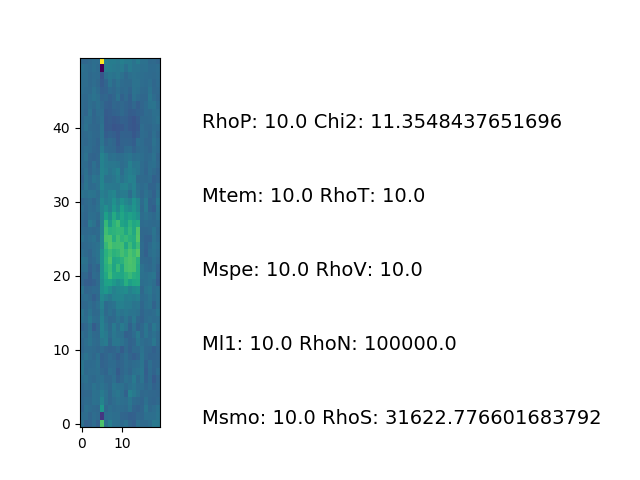 RhoP: 10.0 Chi2: 11.3548437651696
40
Mtem: 10.0 RhoT: 10.0
30
Mspe: 10.0 RhoV: 10.0
20
Ml1: 10.0 RhoN: 100000.0
10
Msmo: 10.0 RhoS: 31622.776601683792
0
0 10